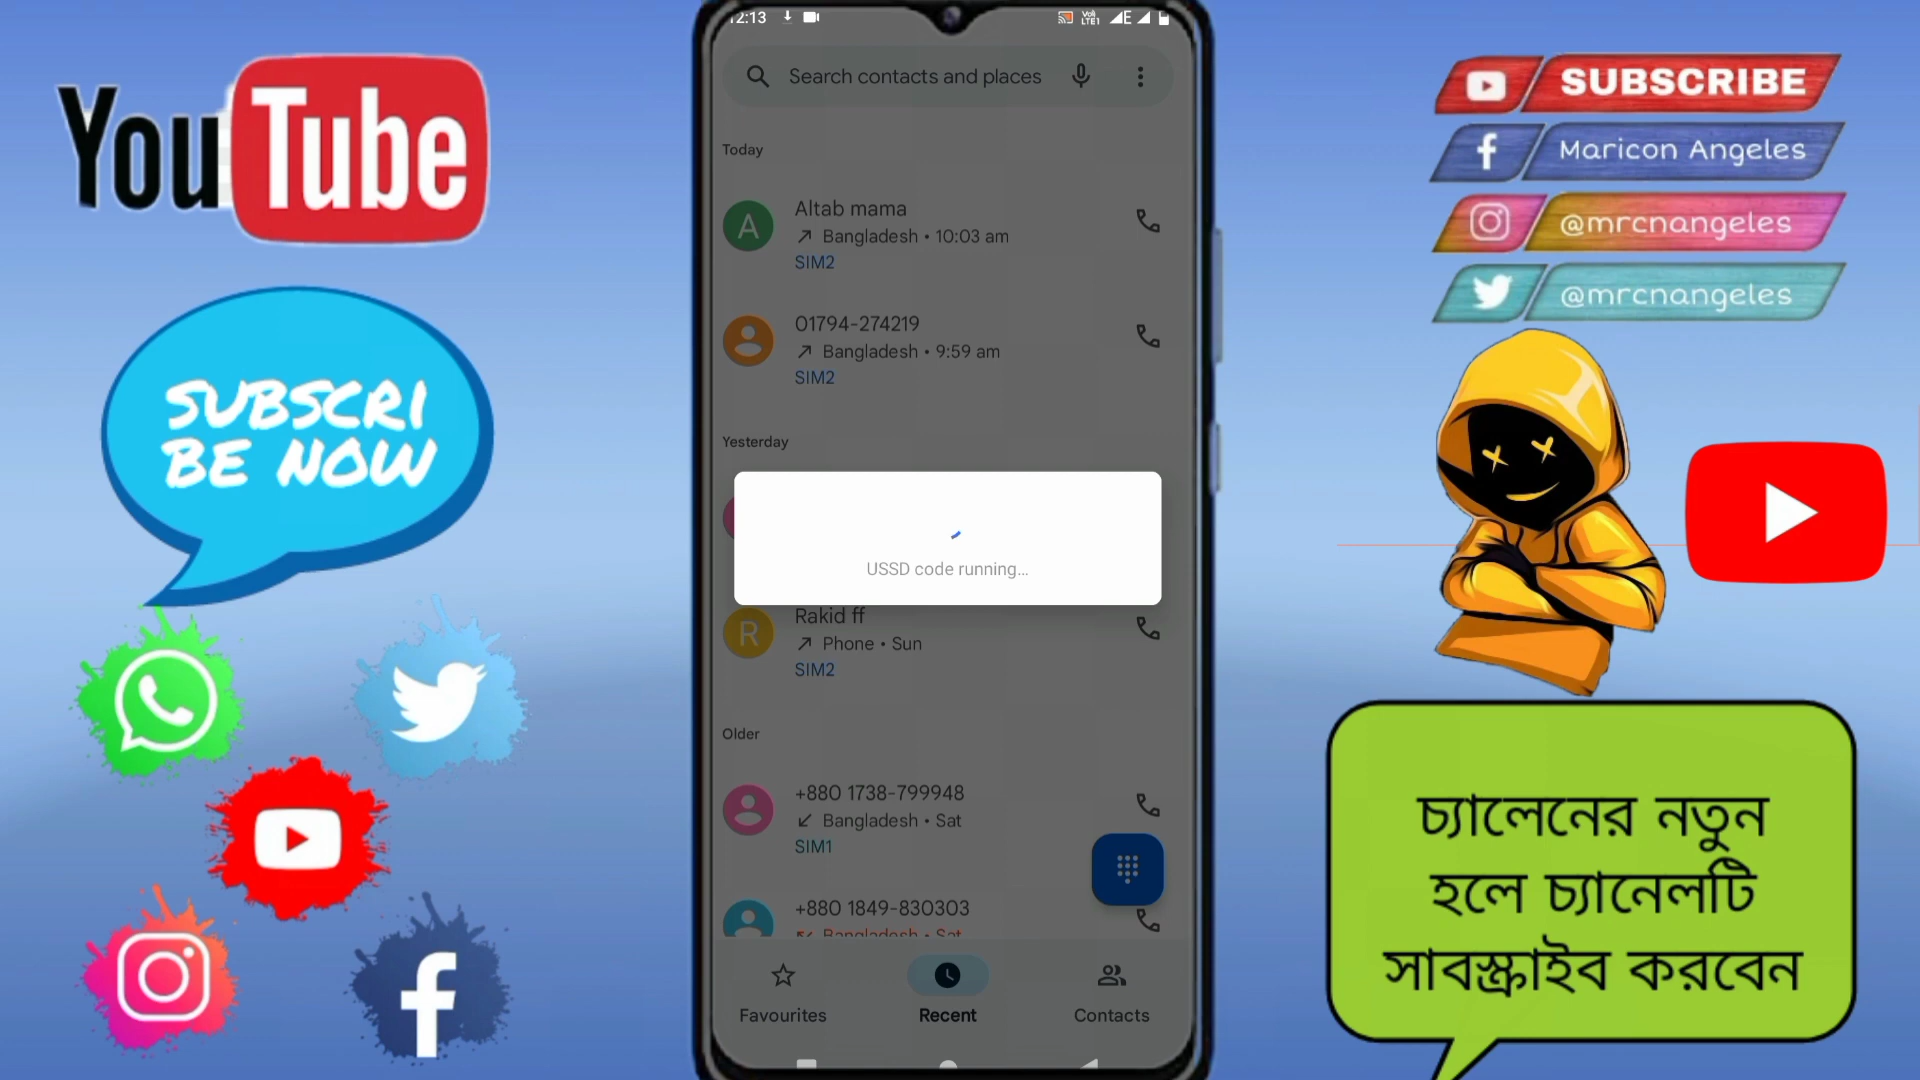 YouTube
SUBSCRI
BE NOW
12:13
Search contacts and places
Today
A
Altab mama
Bangladesh • 10:03 am
SIM2
01794-274219
Bangladesh • 9:59 am
SIM2
Yesterday
USSD code running...
R
Rakid ff
Phone • Sun
SIM2
Older
+880 1738-799948
Bangladesh • Sat
SIM1
+880 1849-830303
Bangladesh • Sat
Favourites
Recent
Contacts
SUBSCRIBE
Maricon Angeles
@mrcnangeles
@mrcnangeles
চ্যালেনের নতুন
হলে চ্যানেলটি
সাবস্ক্রাইব করবেন